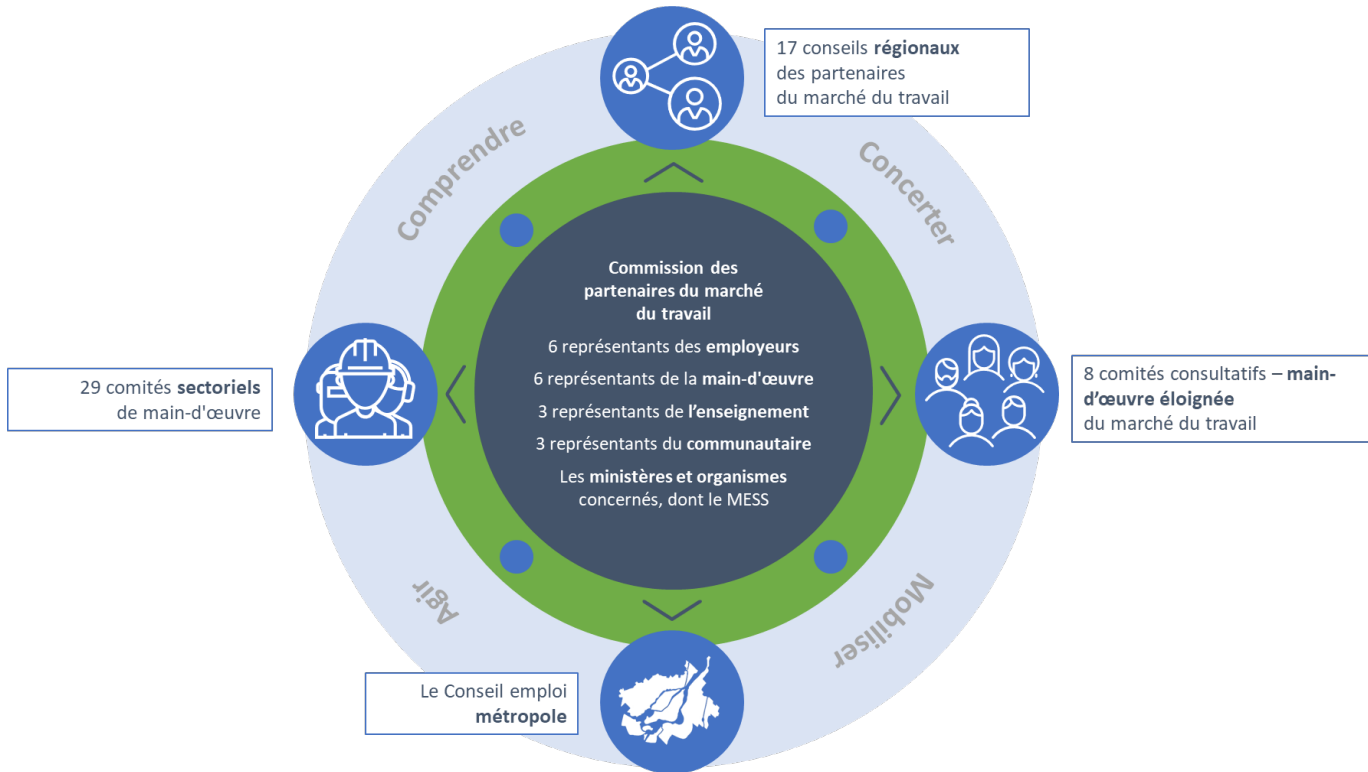 17 conseils régionaux
des partenaires
du marché du travail
Comprendre
Concerter
Commission des
partenaires du marché
du travail
6 représentants des employeurs
6 représentants de la main-d'œuvre
3 représentants de l’enseignement
3 représentants du communautaire
Les ministères et organismes
concernés, dont le MESS
29 comités sectoriels
de main-d'œuvre
8 comités consultatifs – main-
d’œuvre éloignée
du marché du travail
Agir
Mobiliser
Le Conseil emploi
métropole